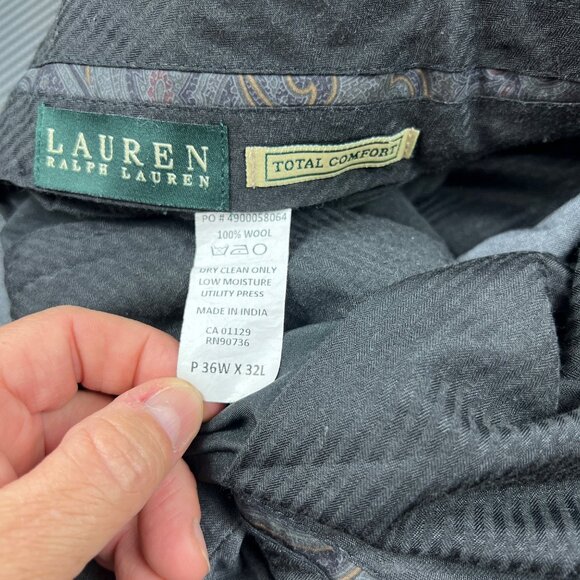 LAUREN
RALPH LAUREN
TOTAL COMFORT
PO # 4900058064
100% WOOL
DRY CLEAN ONLY
LOW MOISTURE
UTILITY PRESS
MADE IN INDIA
CA 01129
RN90736
P 36W X 32L